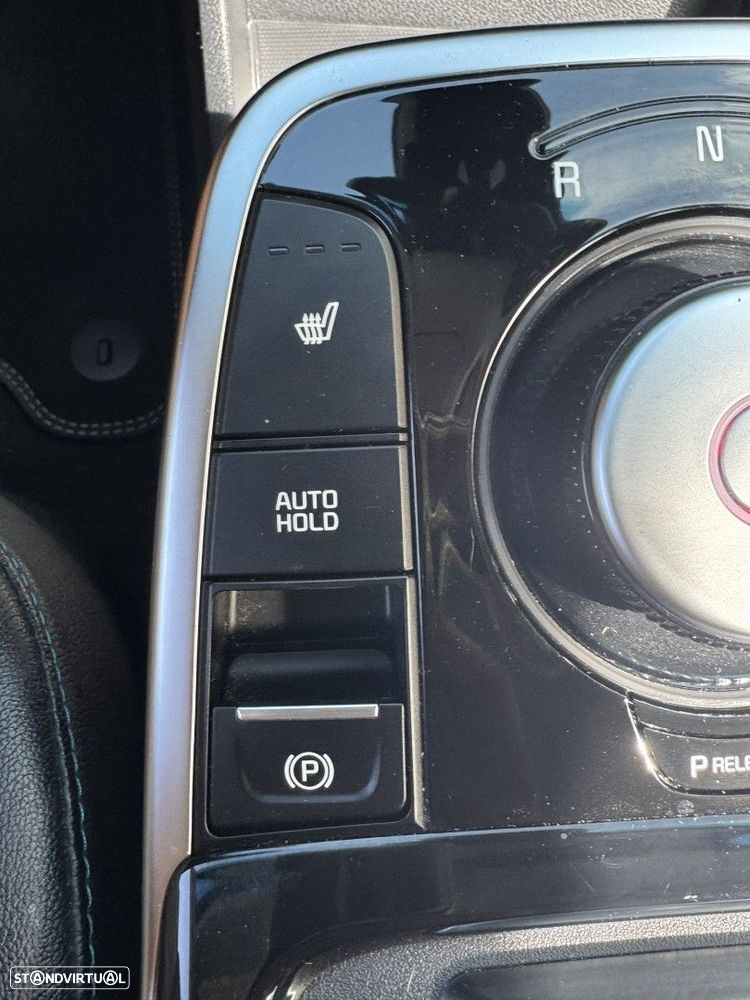 N
R
AUTO
HOLD
P
P RELE
STANDVIRTUAL